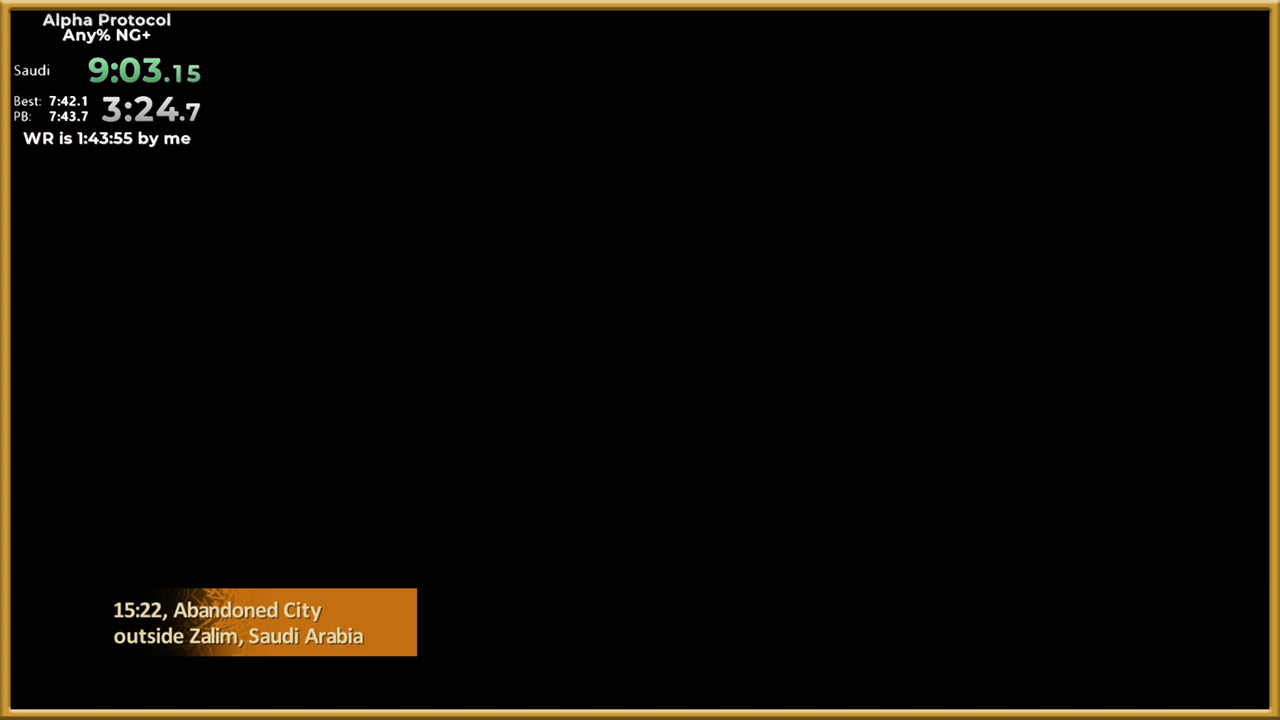 Alpha Protocol
Any% NG+
Saudi 9:03.15
Best: 7:42.1 3:24.7
PB: 7:43.7
WR is 1:43:55 by me
15:22, Abandoned City
outside Zalim, Saudi Arabia